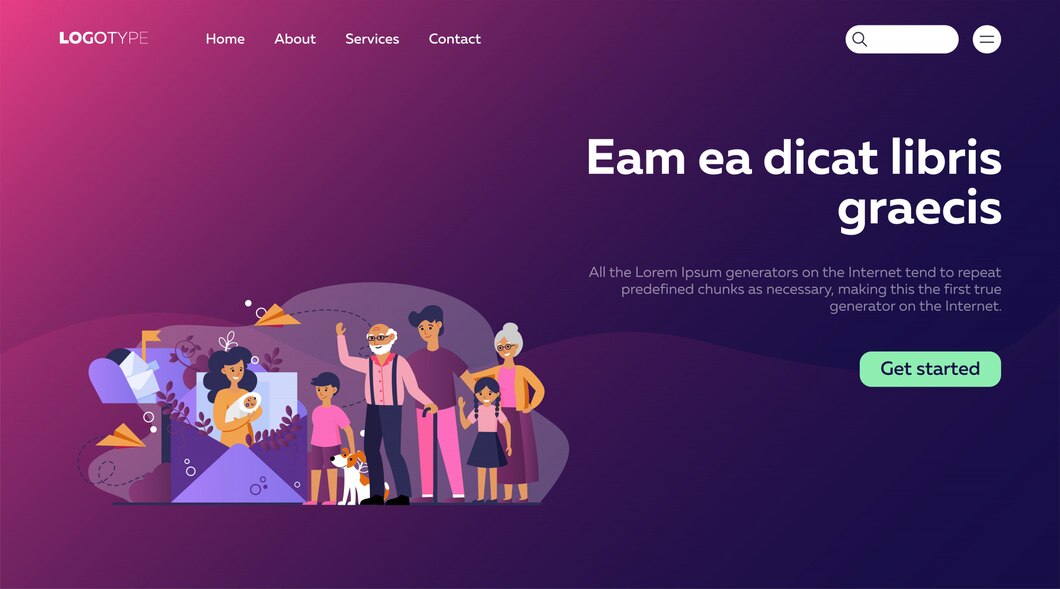 LOGOTYPE
Home About Services Contact
Eam ea dicat libris
graecis
All the Lorem Ipsum generators on the Internet tend to repeat
predefined chunks as necessary, making this the first true
generator on the Internet.
Get started